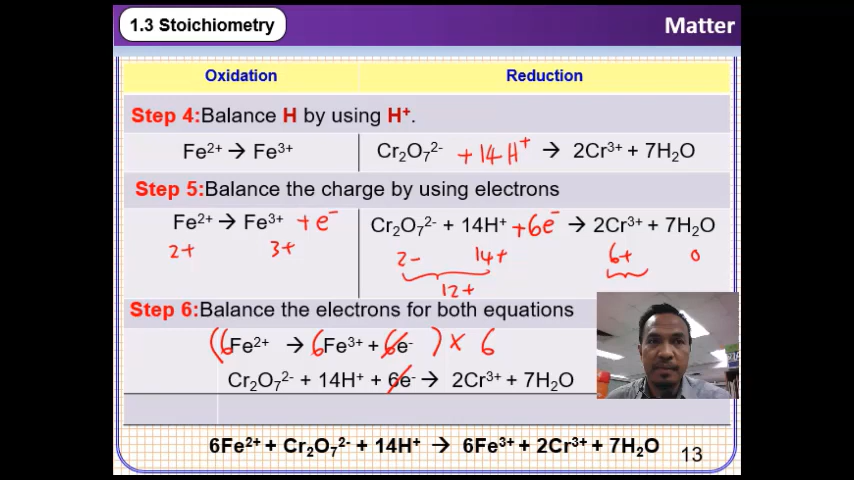 1.3 Stoichiometry
Matter
Oxidation Reduction
Step 4:Balance H by using H⁺.
Fe²⁺ → Fe³⁺ Cr₂O₇²⁻ +14H⁺ → 2Cr³⁺ + 7H₂O
Step 5:Balance the charge by using electrons
Fe²⁺ → Fe³⁺ +e⁻ Cr₂O₇²⁻ + 14H⁺ +6e⁻ → 2Cr³⁺ + 7H₂O
2+ 3+ 2- 14+ 6+ 0
12+
Step 6:Balance the electrons for both equations
(6Fe²⁺ → 6Fe³⁺ + 6e⁻ ) × 6
Cr₂O₇²⁻ + 14H⁺ + 6e⁻ → 2Cr³⁺ + 7H₂O
6Fe²⁺ + Cr₂O₇²⁻ + 14H⁺ → 6Fe³⁺ + 2Cr³⁺ + 7H₂O
13